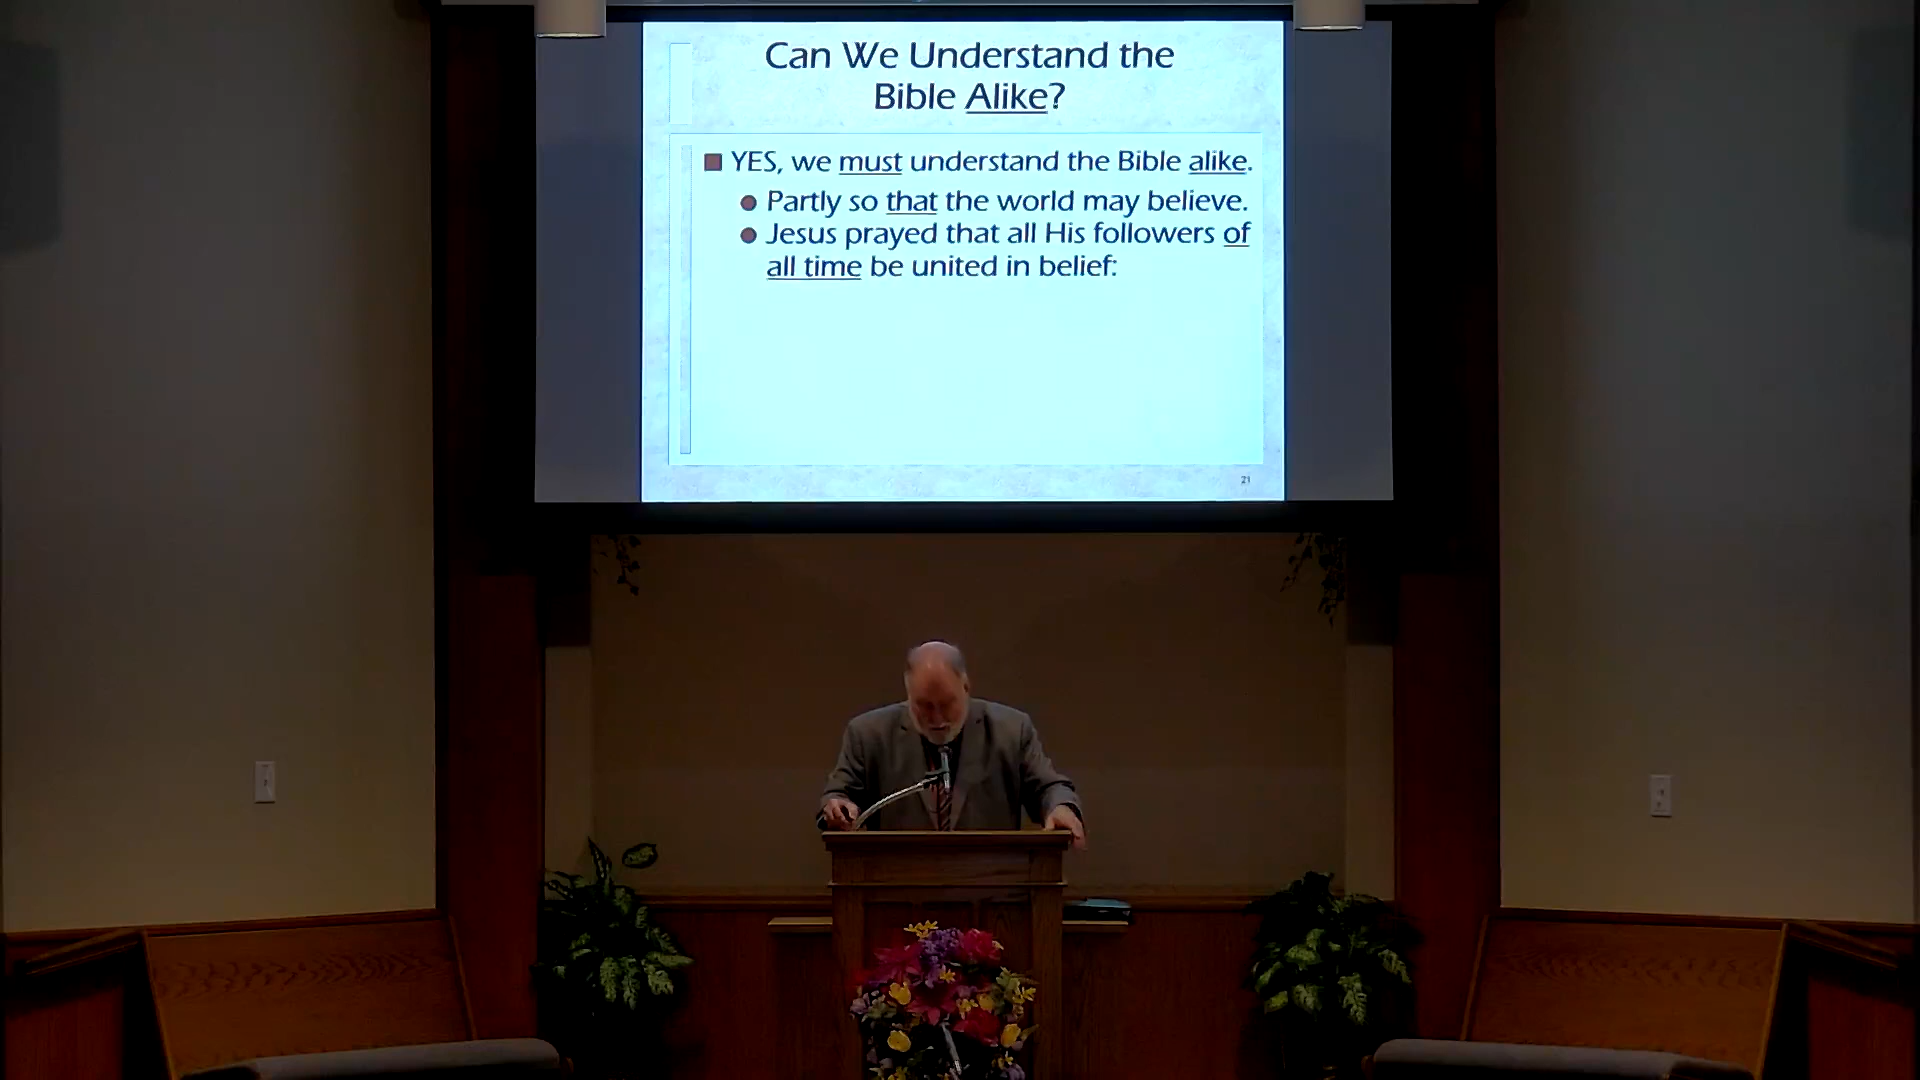 Can We Understand the
Bible Alike?
YES, we must understand the Bible alike.
Partly so that the world may believe.
Jesus prayed that all His followers of
all time be united in belief:
21